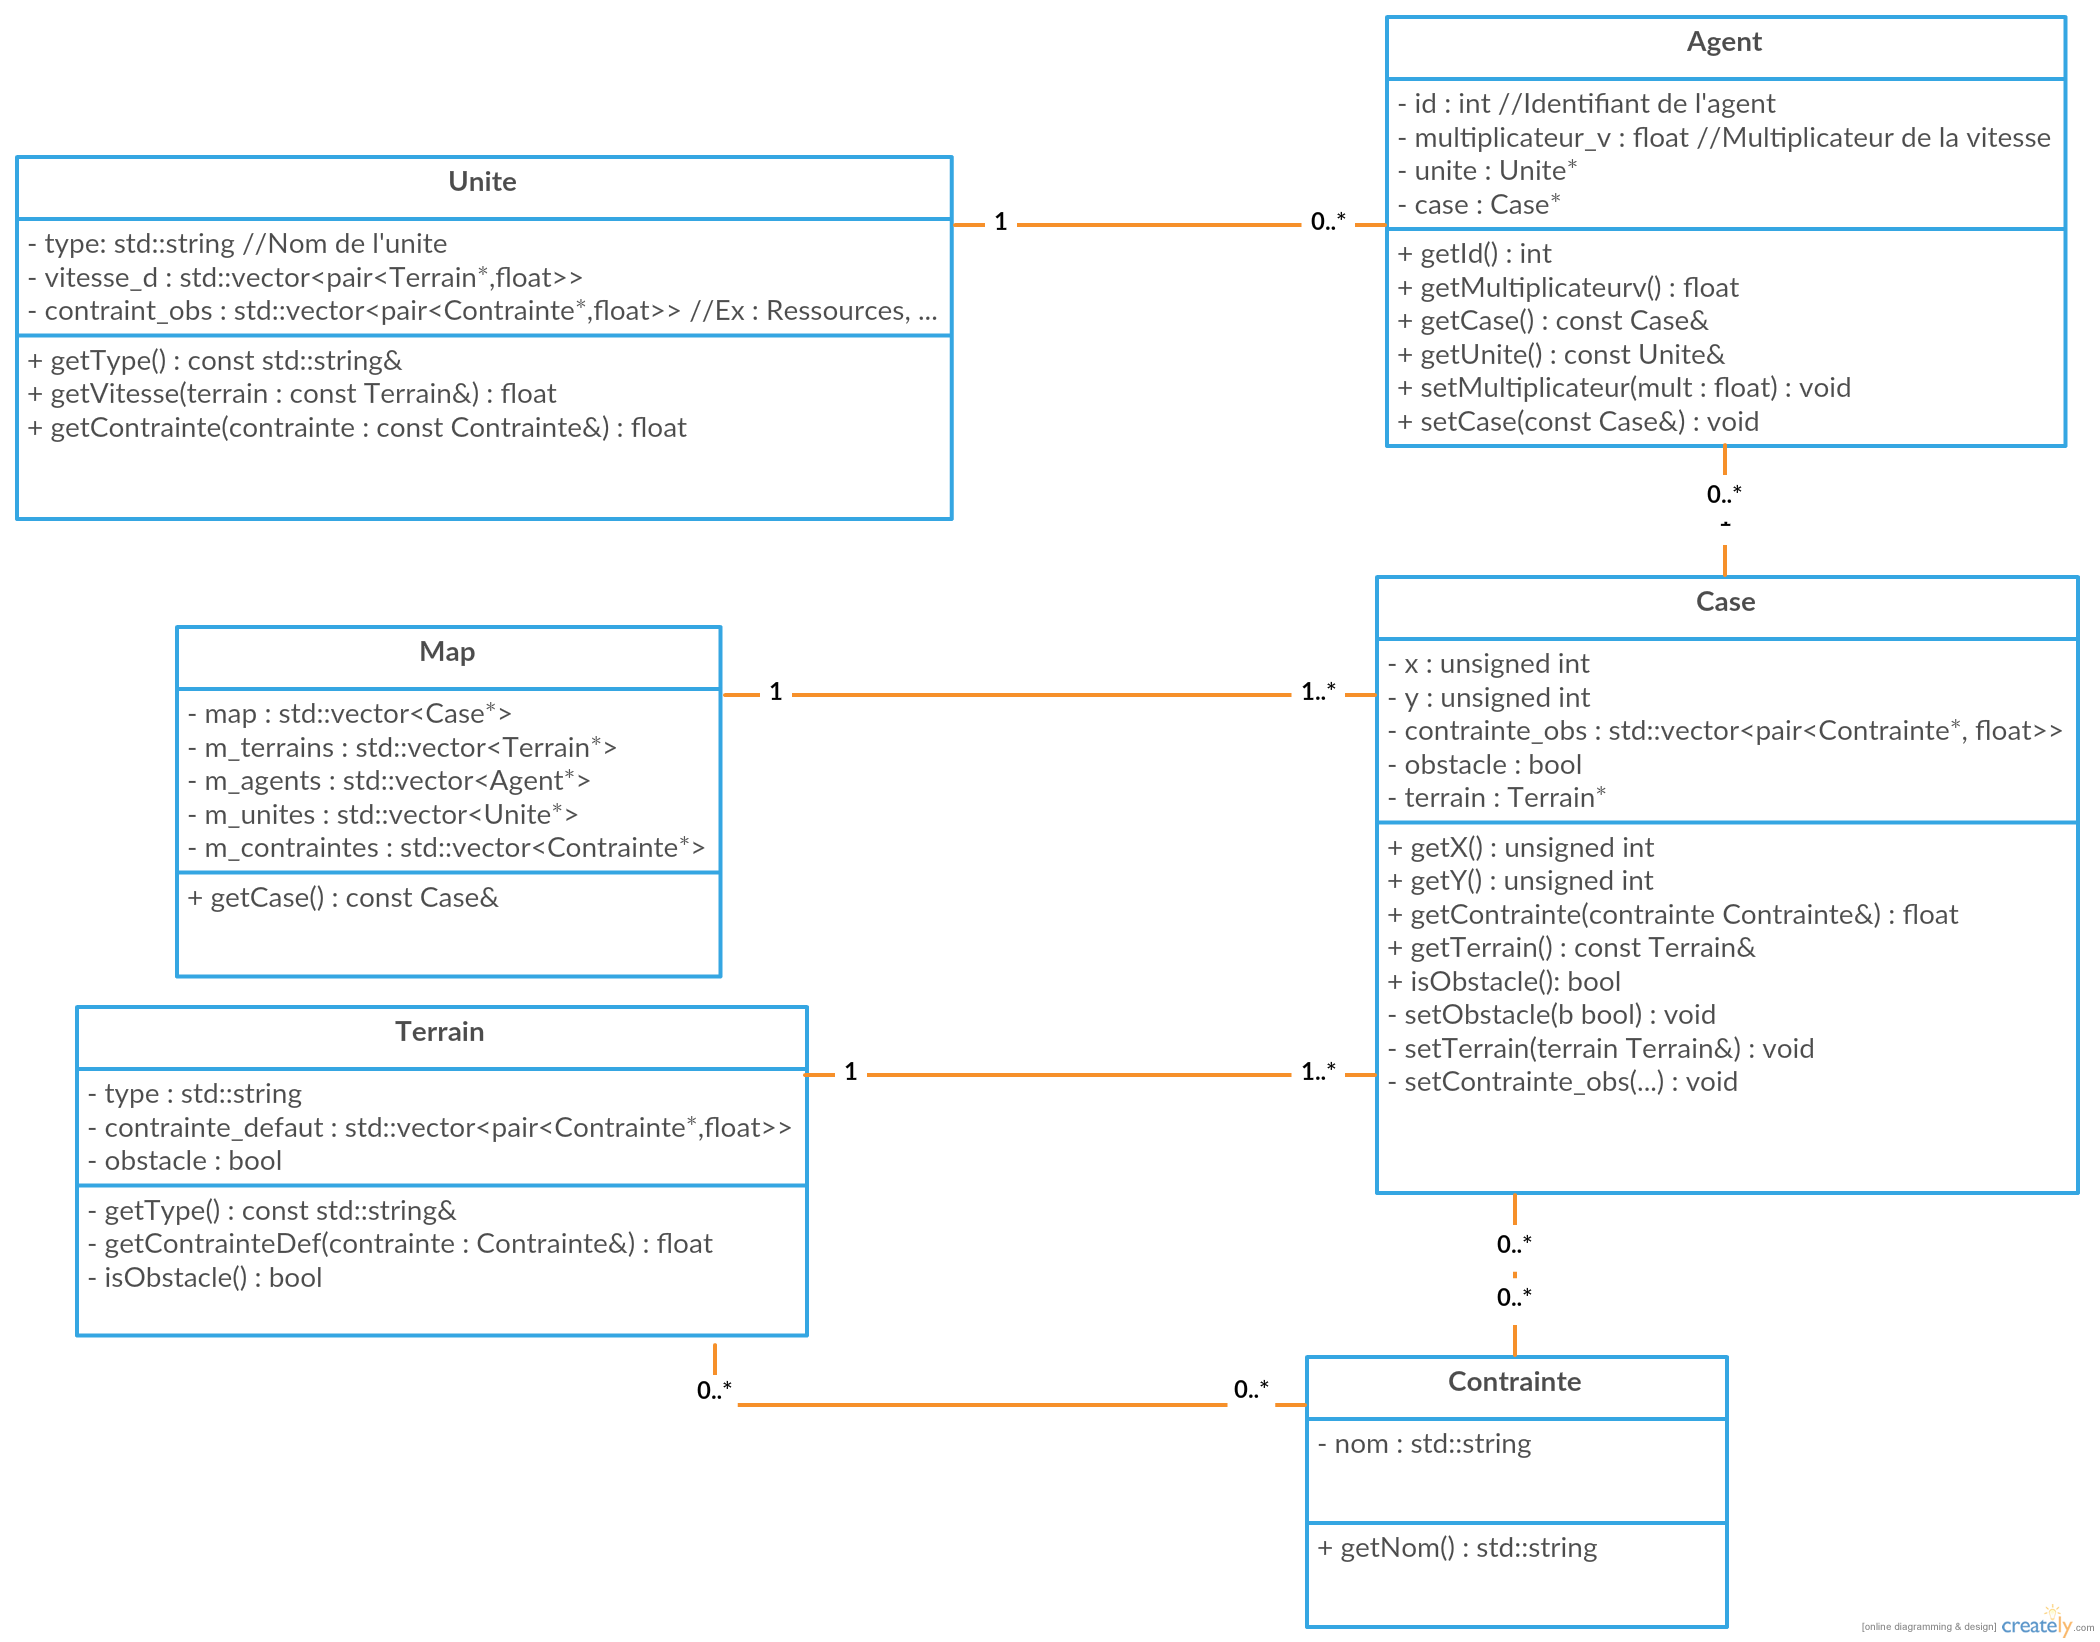 Agent
- id : int //Identifiant de l'agent
- multiplicateur_v : float //Multiplicateur de la vitesse
- unite : Unite*
- case : Case*
+ getId() : int
+ getMultiplicateurv() : float
+ getCase() : const Case&
+ getUnite() : const Unite&
+ setMultiplicateur(mult : float) : void
+ setCase(const Case&) : void
Unite
- type: std::string //Nom de l'unite
- vitesse_d : std::vector<pair<Terrain*,float>>
- contraint_obs : std::vector<pair<Contrainte*,float>> //Ex : Ressources, ...
+ getType() : const std::string&
+ getVitesse(terrain : const Terrain&) : float
+ getContrainte(contrainte : const Contrainte&) : float
1
0..*
0..*
1
Case
- x : unsigned int
- y : unsigned int
- contrainte_obs : std::vector<pair<Contrainte*, float>>
- obstacle : bool
- terrain : Terrain*
+ getX() : unsigned int
+ getY() : unsigned int
+ getContrainte(contrainte Contrainte&) : float
+ getTerrain() : const Terrain&
+ isObstacle(): bool
- setObstacle(b bool) : void
- setTerrain(terrain Terrain&) : void
- setContrainte_obs(...) : void
Map
- map : std::vector<Case*>
- m_terrains : std::vector<Terrain*>
- m_agents : std::vector<Agent*>
- m_unites : std::vector<Unite*>
- m_contraintes : std::vector<Contrainte*>
+ getCase() : const Case&
1
1..*
Terrain
- type : std::string
- contrainte_defaut : std::vector<pair<Contrainte*,float>>
- obstacle : bool
- getType() : const std::string&
- getContrainteDef(contrainte : Contrainte&) : float
- isObstacle() : bool
1
1..*
0..*
0..*
0..*
0..*
Contrainte
- nom : std::string
+ getNom() : std::string
[online diagramming & design] creately.com